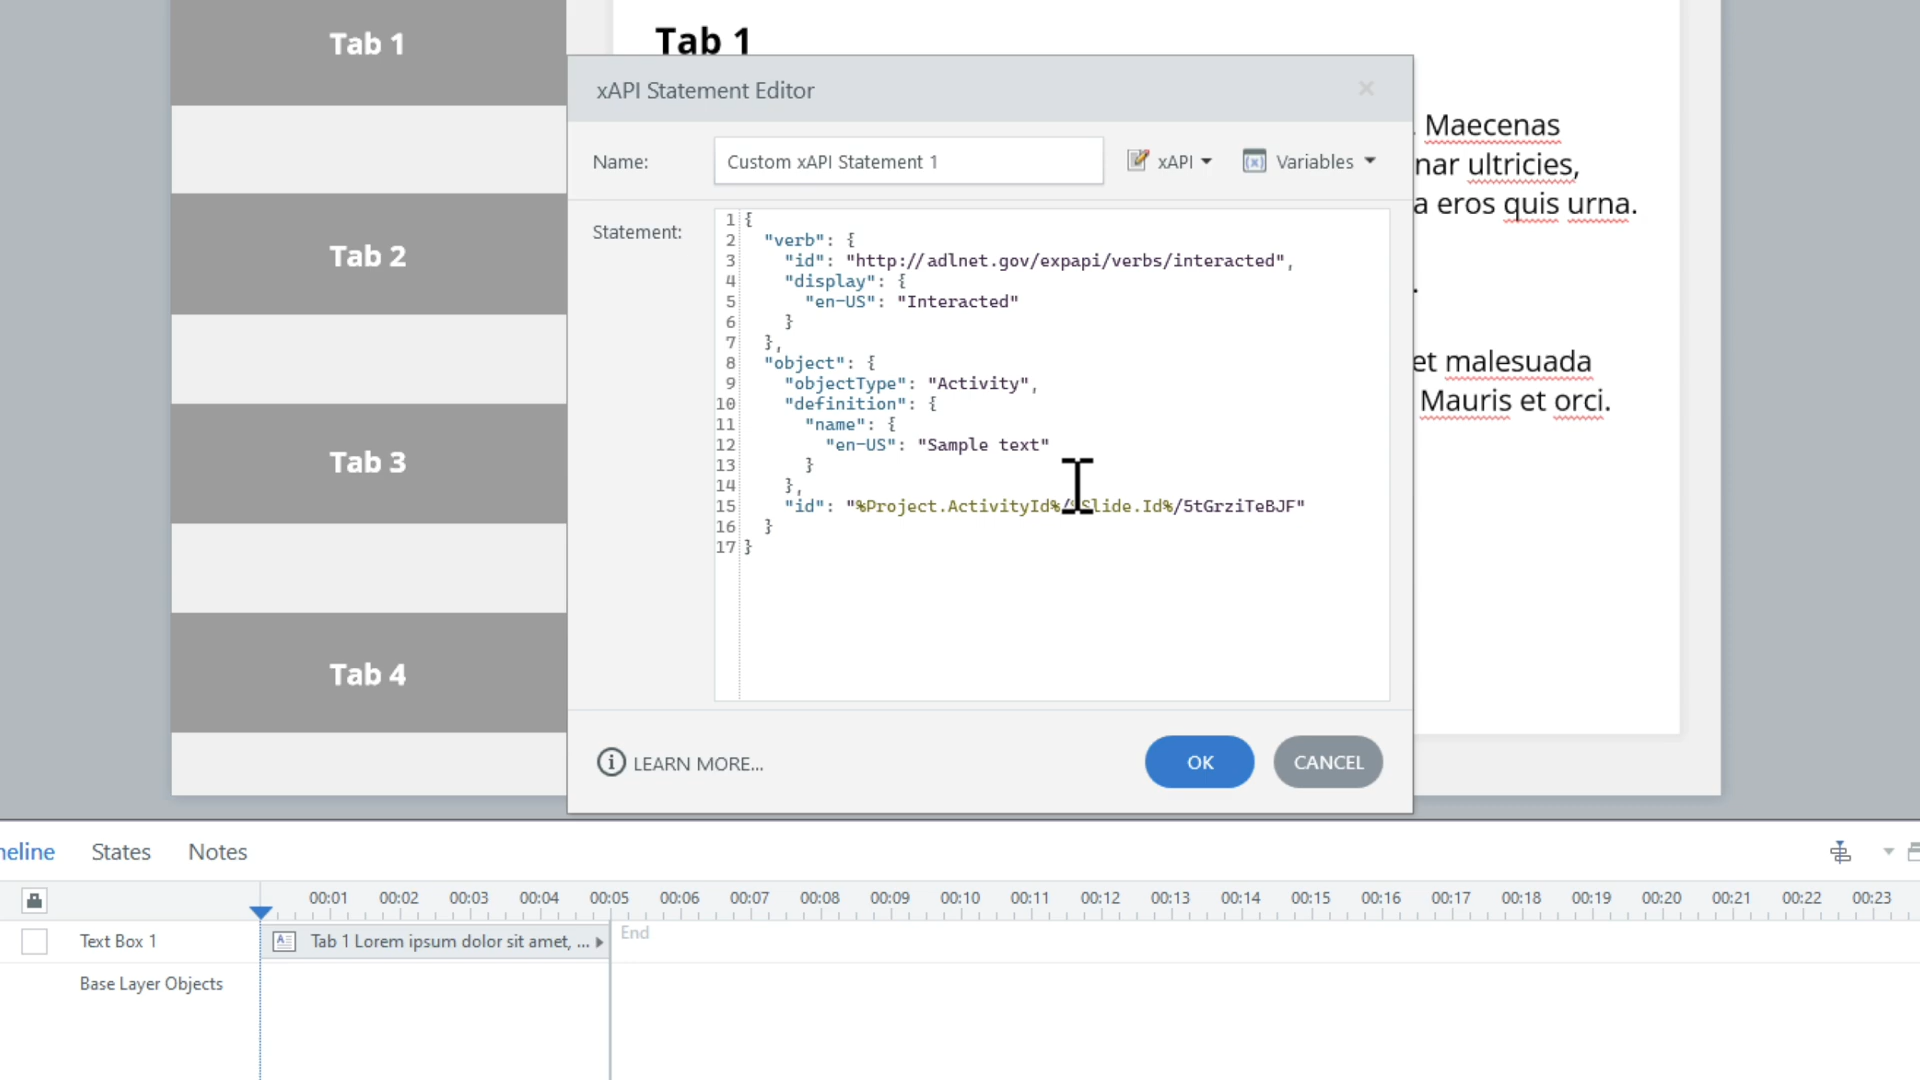 Tab 1
Tab 2
Tab 3
Tab 4
Tab 1
. Maecenas
nar ultricies,
a eros quis urna.
.
et malesuada
Mauris et orci.
xAPI Statement Editor
Name:
Custom xAPI Statement 1
xAPI
Variables
Statement:
1 {
2 "verb": {
3 "id": "http://adlnet.gov/expapi/verbs/interacted",
4 "display": {
5 "en-US": "Interacted"
6 }
7 },
8 "object": {
9 "objectType": "Activity",
10 "definition": {
11 "name": {
12 "en-US": "Sample text"
13 }
14 },
15 "id": "%Project.ActivityId%/%Slide.Id%/5tGrziTeBJF"
16 }
17 }
LEARN MORE...
OK
CANCEL
meline
States
Notes
00:01 00:02 00:03 00:04 00:05 00:06 00:07 00:08 00:09 00:10 00:11 00:12 00:13 00:14 00:15 00:16 00:17 00:18 00:19 00:20 00:21 00:22 00:23
Text Box 1
Tab 1 Lorem ipsum dolor sit amet, ...
End
Base Layer Objects